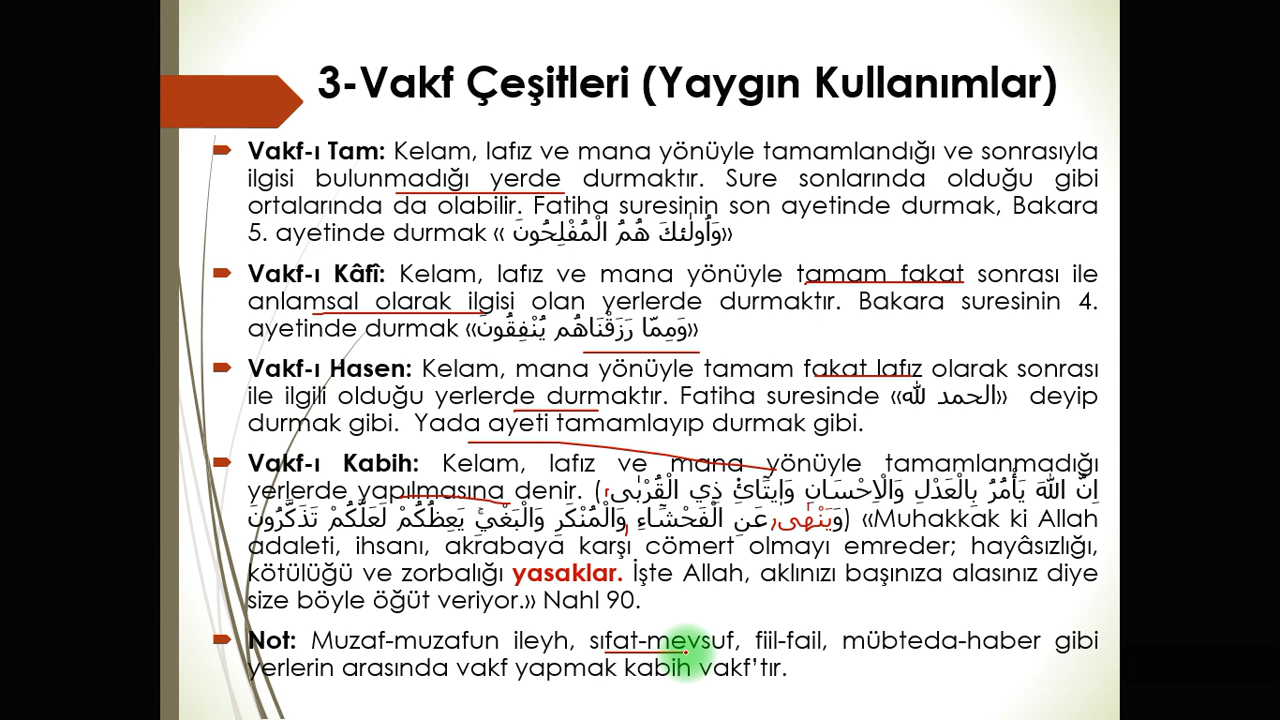 3-Vakf Çeşitleri (Yaygın Kullanımlar)
Vakf-ı Tam: Kelam, lafız ve mana yönüyle tamamlandığı ve sonrasıyla
ilgisi bulunmadığı yerde durmaktır. Sure sonlarında olduğu gibi
ortalarında da olabilir. Fatiha suresinin son ayetinde durmak, Bakara
5. ayetinde durmak « وَاُولٰئكَ هُمُ الْمُفْلِحُونَ»
Vakf-ı Kâfî: Kelam, lafız ve mana yönüyle tamam fakat sonrası ile
anlamsal olarak ilgisi olan yerlerde durmaktır. Bakara suresinin 4.
ayetinde durmak «وَمِمّا رَزَقْنَاهُم يُنْفِقُونَ»
Vakf-ı Hasen: Kelam, mana yönüyle tamam fakat lafız olarak sonrası
ile ilgili olduğu yerlerde durmaktır. Fatiha suresinde «الحمد لله» deyip
durmak gibi. Yada ayeti tamamlayıp durmak gibi.
Vakf-ı Kabih: Kelam, lafız ve mana yönüyle tamamlanmadığı
yerlerde yapılmasına denir. (اِنَّ اللّٰهَ يَأْمُرُ بِالْعَدْلِ وَالْاِحْسَانِ وَاِيتَٓائِ ذِي الْقُرْبٰى
وَيَنْهٰى عَنِ الْفَحْشَٓاءِ وَالْمُنْكَرِ وَالْبَغْيِۚ يَعِظُكُمْ لَعَلَّكُمْ تَذَكَّرُونَ) «Muhakkak ki Allah
adaleti, ihsanı, akrabaya karşı cömert olmayı emreder; hayâsızlığı,
kötülüğü ve zorbalığı yasaklar. İşte Allah, aklınızı başınıza alasınız diye
size böyle öğüt veriyor.» Nahl 90.
Not: Muzaf-muzafun ileyh, sıfat-mevsuf, fiil-fail, mübteda-haber gibi
yerlerin arasında vakf yapmak kabih vakf’tır.